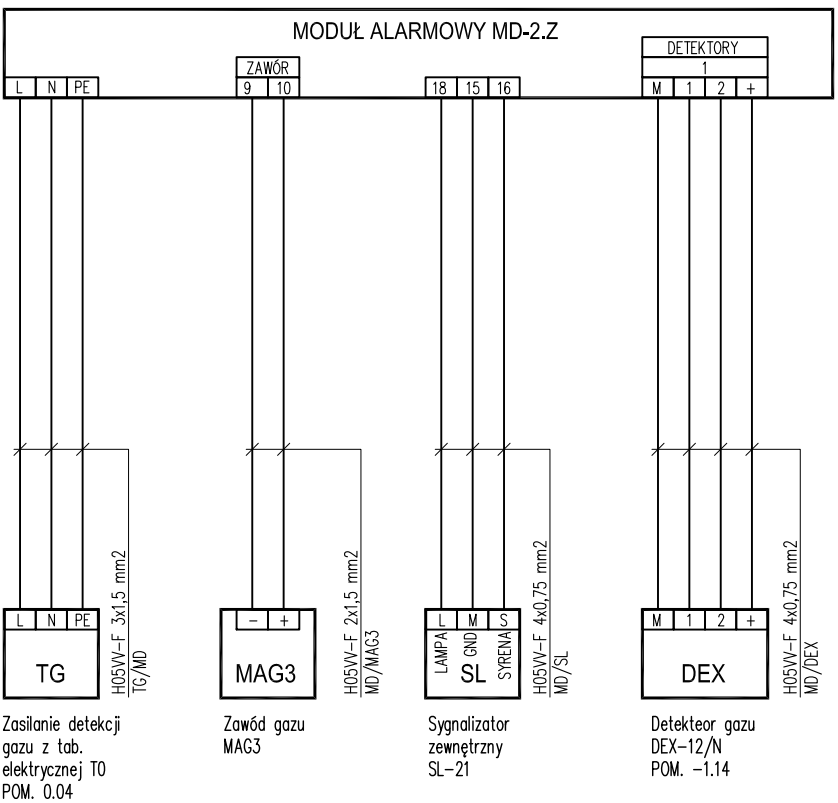 MODUŁ ALARMOWY MD-2.Z
L N PE
ZAWÓR
9 10
18 15 16
DETEKTORY
1
M 1 2 +
H05VV-F 3x1,5 mm2
TG/MD
H05VV-F 2x1,5 mm2
MD/MAG3
H05VV-F 4x0,75 mm2
MD/SL
H05VV-F 4x0,75 mm2
MD/DEX
L N PE
TG
- +
MAG3
L M S
LAMPA
GND
SYRENA
SL
M 1 2 +
DEX
Zasilanie detekcji
gazu z tab.
elektrycznej T0
POM. 0.04
Zawód gazu
MAG3
Sygnalizator
zewnętrzny
SL-21
Detekteor gazu
DEX-12/N
POM. -1.14